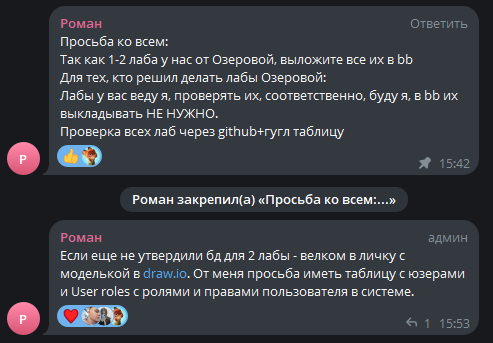 Роман Ответить
Просьба ко всем:
Так как 1-2 лаба у нас от Озеровой, выложите все их в bb
Для тех, кто решил делать лабы Озеровой:
Лабы у вас веду я, проверять их, соответственно, буду я, в bb их
выкладывать НЕ НУЖНО.
Проверка всех лаб через github+гугл таблицу
Р
15:42
Роман закрепил(а) «Просьба ко всем:...»
Роман админ
Если еще не утвердили бд для 2 лабы - велком в личку с
моделькой в draw.io. От меня просьба иметь таблицу с юзерами
и User roles с ролями и правами пользователя в системе.
Р
1 15:53